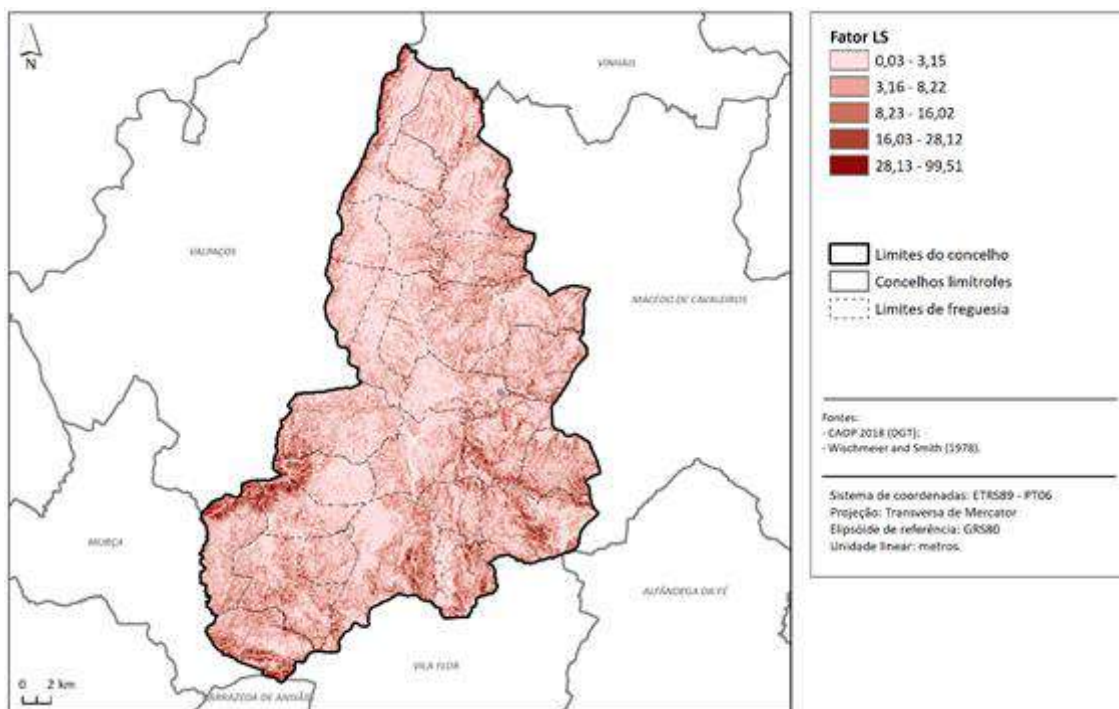 N
VINHAIS
VALPAÇOS
MACEDO DE CAVALEIROS
MURÇA
ALFÂNDEGA DA FÉ
VILA FLOR
CARRAZEDA DE ANSIÃES
0 2 km
Fator LS
0,03 - 3,15
3,16 - 8,22
8,23 - 16,02
16,03 - 28,12
28,13 - 99,51
Limites do concelho
Concelhos limítrofes
Limites de freguesia
Fontes:
- CAOP 2018 (DGT);
- Wischmeier and Smith (1978).
Sistema de coordenadas: ETRS89 - PT06
Projeção: Transversa de Mercator
Elipsóide de referência: GRS80
Unidade linear: metros.